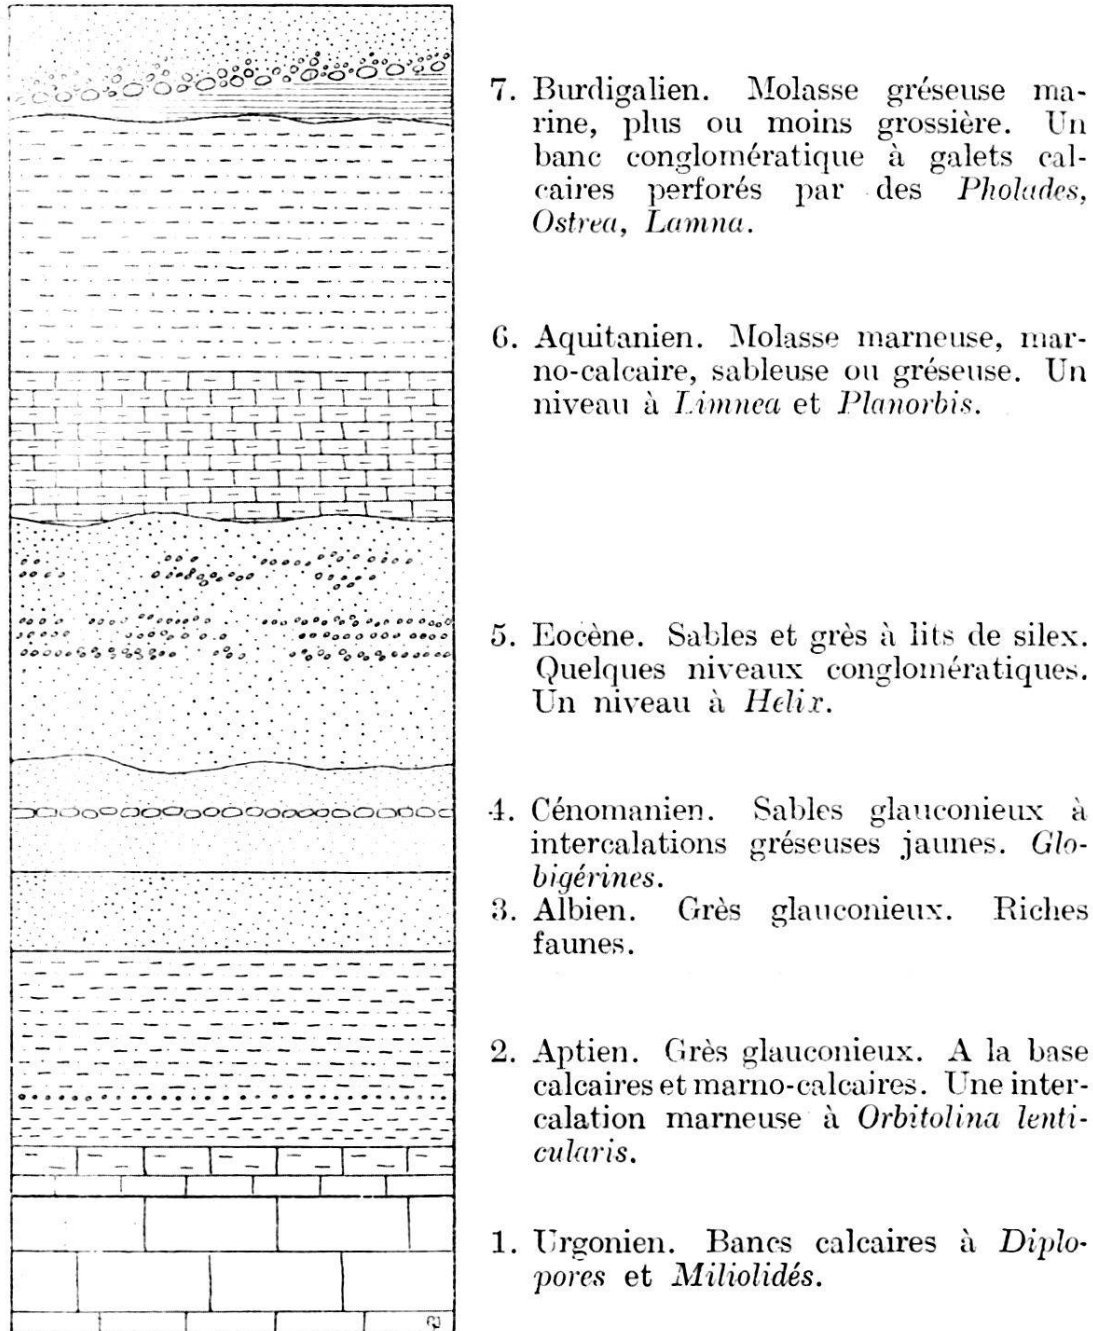 7. Burdigalien. Molasse gréseuse ma-
rine, plus ou moins grossière. Un
banc conglomératique à galets cal-
caires perforés par des Pholades,
Ostrea, Lamna.
6. Aquitanien. Molasse marneuse, mar-
no-calcaire, sableuse ou gréseuse. Un
niveau à Limnea et Planorbis.
5. Eocène. Sables et grès à lits de silex.
Quelques niveaux conglomératiques.
Un niveau à Helix.
4. Cénomanien. Sables glauconieux à
intercalations gréseuses jaunes. Glo-
bigérines.
3. Albien. Grès glauconieux. Riches
faunes.
2. Aptien. Grès glauconieux. A la base
calcaires et marno-calcaires. Une inter-
calation marneuse à Orbitolina lenti-
cularis.
1. Urgonien. Bancs calcaires à Diplo-
pores et Miliolidés.